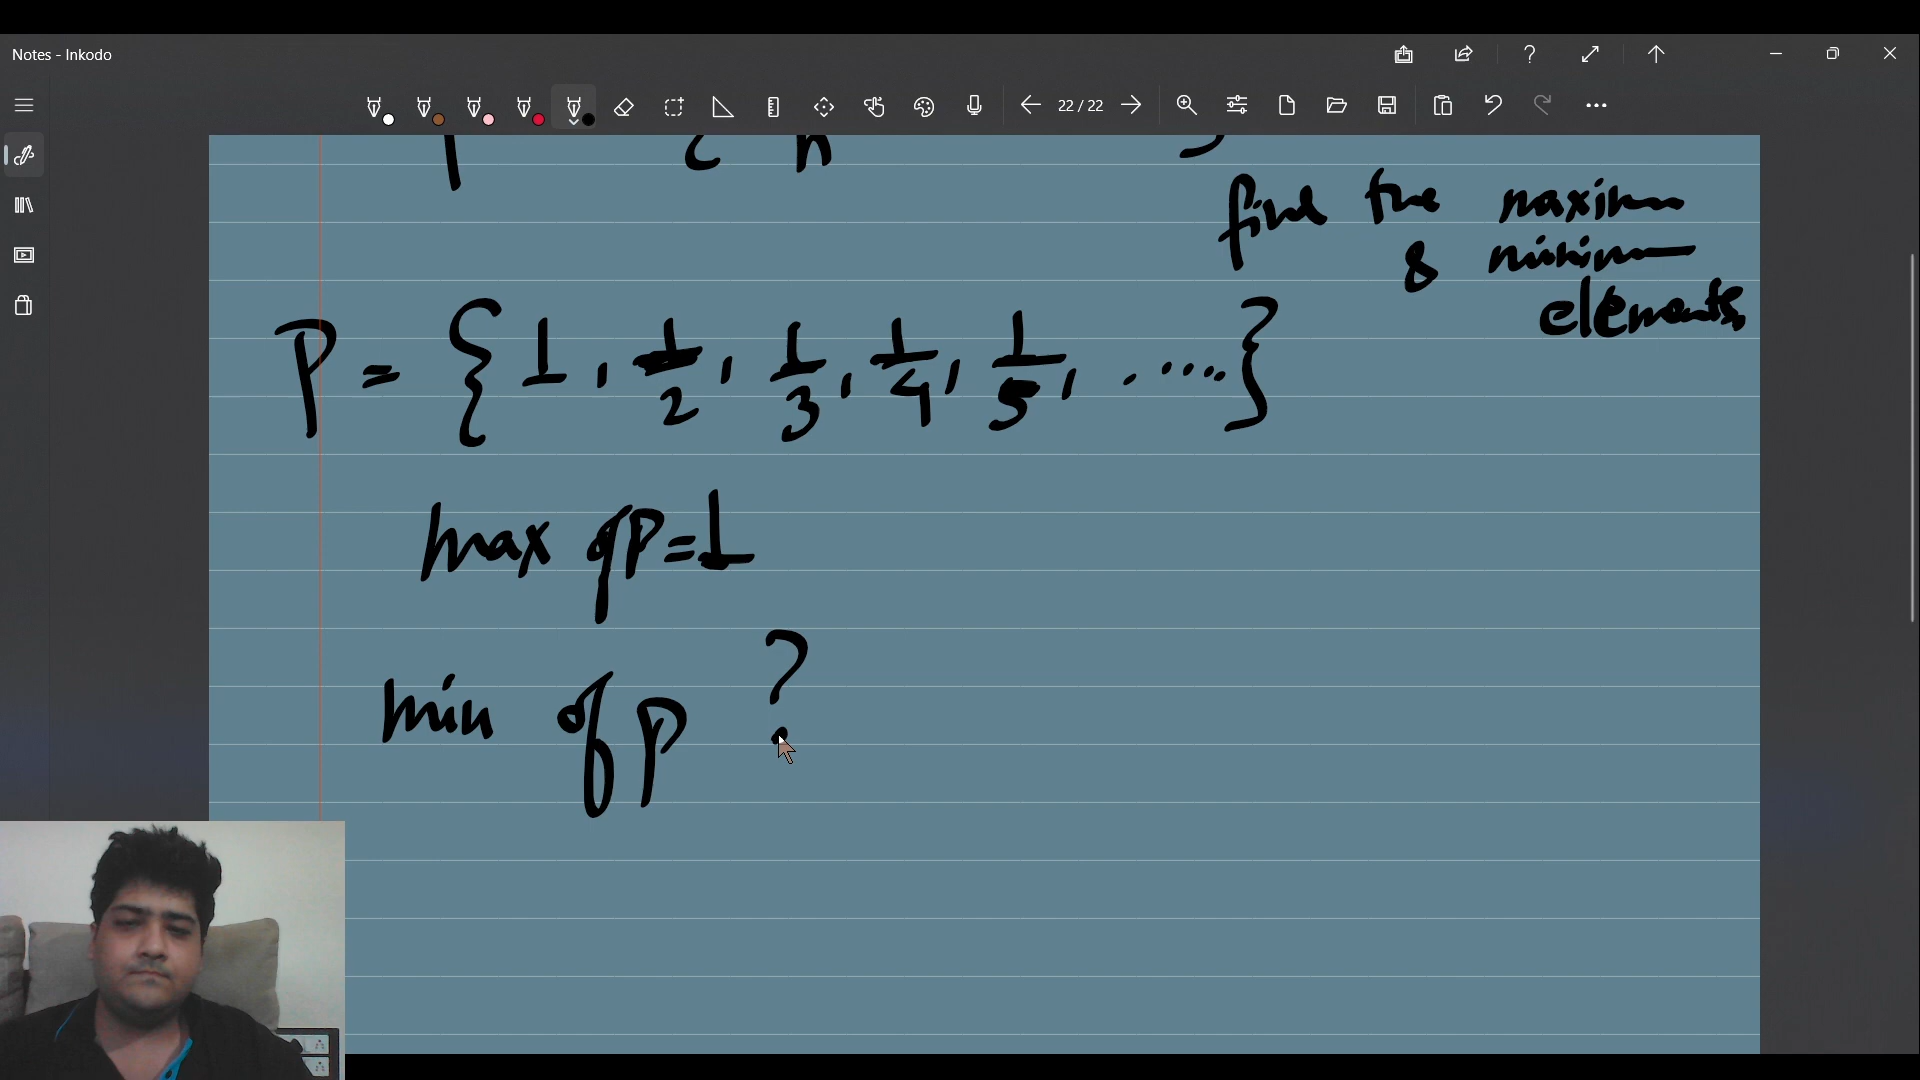 Notes - Inkodo
22 / 22
find the maximum
& minimum
elements
P = { 1, 1/2, 1/3, 1/4, 1/5, ..... }
max of P = 1
min of P ?